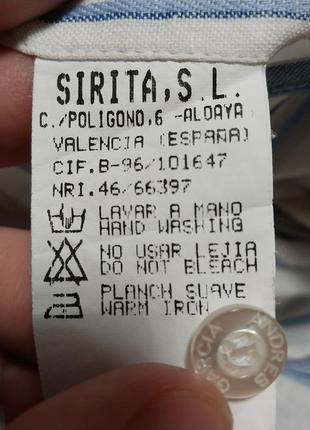 SIRITA, S.L.
C./POLIGONO,6 -ALDAYA
VALENCIA (ESPAÑA)
CIF.B-96/101647
NRI.46/66397
LAVAR A MANO
HAND WASHING
NO USAR LEJIA
DO NOT BLEACH
PLANCH SUAVE
WARM IRON
ANDRES
GARCIA